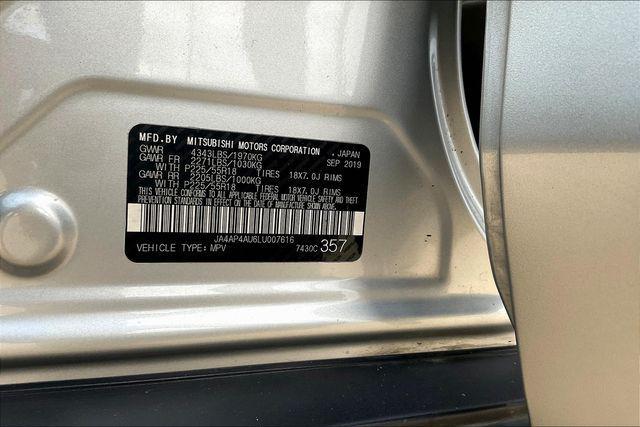 MFD.BY MITSUBISHI MOTORS CORPORATION , JAPAN
GVWR 4343LBS/1970KG SEP 2019
GAWR FR 2271LBS/1030KG
WITH P225/55R18 18X7.0J RIMS
GAWR RR 2205LBS/1000KG
WITH P225/55R18 18X7.0J RIMS
THIS VEHICLE CONFORMS TO ALL APPLICABLE FEDERAL MOTOR VEHICLE SAFETY AND THEFT
PREVENTION STANDARDS IN EFFECT ON THE DATE OF MANUFACTURE SHOWN ABOVE.
JA4AP4AU6LU007616
VEHICLE TYPE: MPV 7430C 357